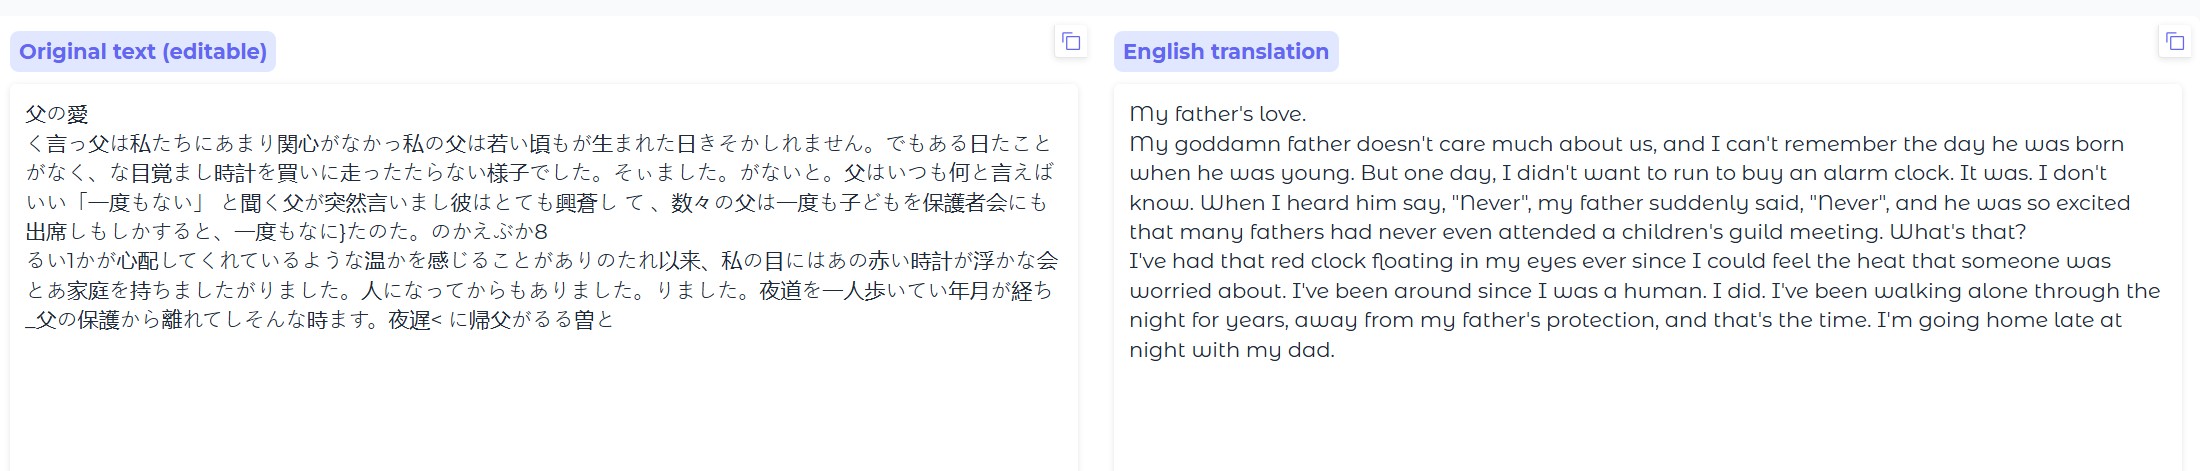 Original text (editable)
父の愛
く言っ父は私たちにあまり関心がなかっ私の父は若い頃もが生まれた日きそかしれません。でもある日たこと
がなく、な目覚まし時計を買いに走ったたらない様子でした。そぃました。がないと。父はいつも何と言えば
いい「一度もない」 と聞く父が突然言いまし彼はとても興蒼し て 、数々の父は一度も子どもを保護者会にも
出席しもしかすると、一度もなに}たのた。のかえぶか8
るい]かが心配してくれているような温かを感じることがありのたれ以来、私の目にはあの赤い時計が浮かな会
とあ家庭を持ちましたがりました。人になってからもありました。りました。夜道を一人歩いてい年月が経ち
_父の保護から離れてしそんな時ます。夜遅< に帰父がるる曽と
English translation
My father's love.
My goddamn father doesn't care much about us, and I can't remember the day he was born
when he was young. But one day, I didn't want to run to buy an alarm clock. It was. I don't
know. When I heard him say, "Never", my father suddenly said, "Never", and he was so excited
that many fathers had never even attended a children's guild meeting. What's that?
I've had that red clock floating in my eyes ever since I could feel the heat that someone was
worried about. I've been around since I was a human. I did. I've been walking alone through the
night for years, away from my father's protection, and that's the time. I'm going home late at
night with my dad.